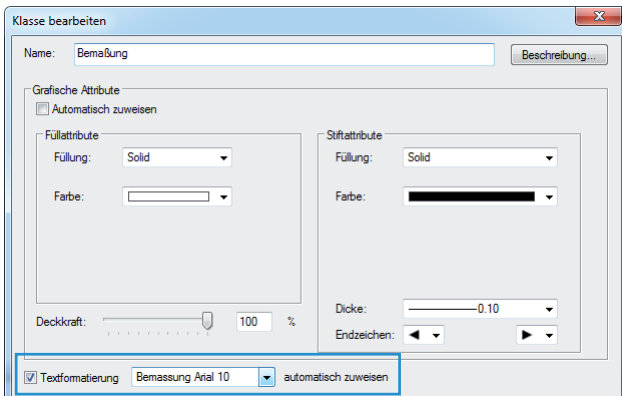 Klasse bearbeiten
Name: Bemaßung Beschreibung...
Grafische Attribute
Automatisch zuweisen
Füllattribute
Füllung: Solid
Farbe:
Stiftattribute
Füllung: Solid
Farbe:
Deckkraft: 100 %
Dicke: 0.10
Endzeichen:
Textformatierung Bemassung Arial 10 automatisch zuweisen